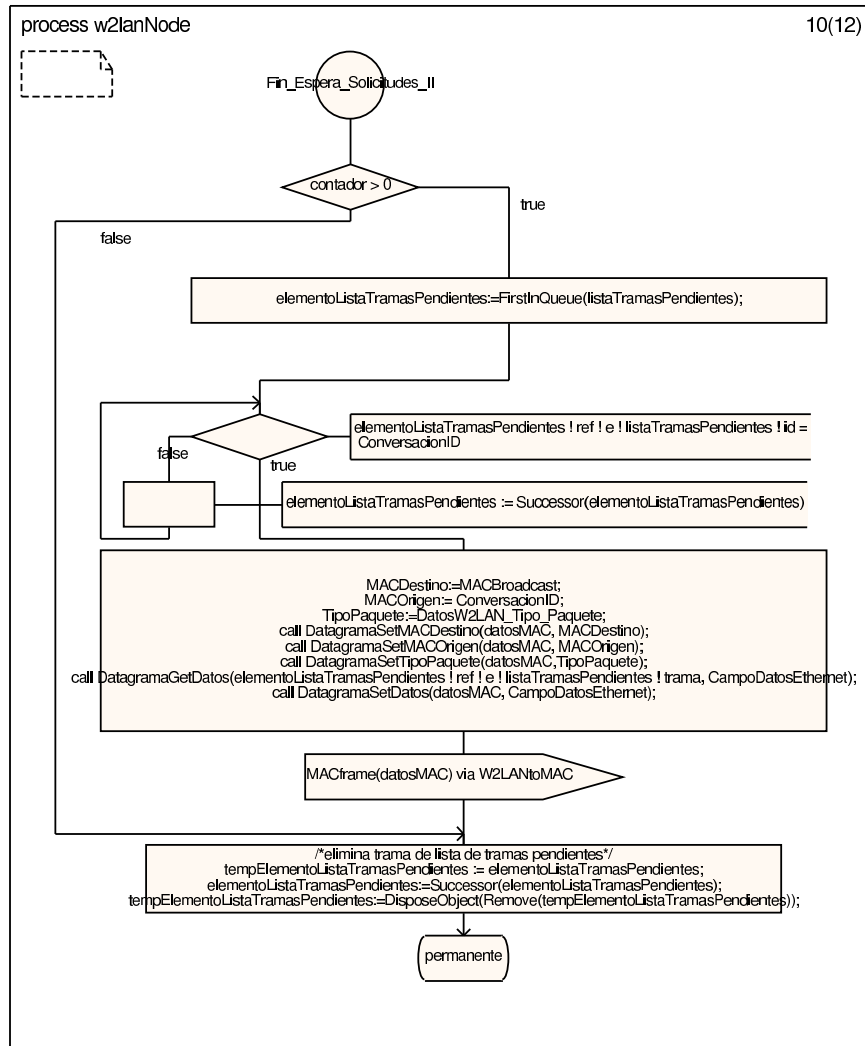 process w2lanNode 10(12)
Fin_Espera_Solicitudes_II
contador > 0
true
false
elementoListaTramasPendientes:=FirstInQueue(listaTramasPendientes);
elementoListaTramasPendientes ! ref ! e ! listaTramasPendientes ! id =
ConversacionID
false
true
elementoListaTramasPendientes := Successor(elementoListaTramasPendientes)
MACDestino:=MACBroadcast;
MACOrigen:= ConversacionID;
TipoPaquete:=DatosW2LAN_Tipo_Paquete;
call DatagramaSetMACDestino(datosMAC, MACDestino);
call DatagramaSetMACOrigen(datosMAC, MACOrigen);
call DatagramaSetTipoPaquete(datosMAC,TipoPaquete);
call DatagramaGetDatos(elementoListaTramasPendientes ! ref ! e ! listaTramasPendientes ! trama, CampoDatosEthernet);
call DatagramaSetDatos(datosMAC, CampoDatosEthernet);
MACframe(datosMAC) via W2LANtoMAC
/*elimina trama de lista de tramas pendientes*/
tempElementoListaTramasPendientes := elementoListaTramasPendientes;
elementoListaTramasPendientes:=Successor(elementoListaTramasPendientes);
tempElementoListaTramasPendientes:=DisposeObject(Remove(tempElementoListaTramasPendientes));
permanente